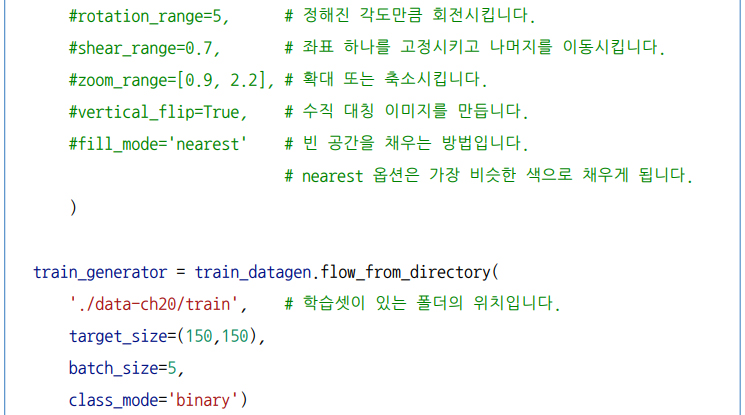 #rotation_range=5, # 정해진 각도만큼 회전시킵니다.
#shear_range=0.7, # 좌표 하나를 고정시키고 나머지를 이동시킵니다.
#zoom_range=[0.9, 2.2], # 확대 또는 축소시킵니다.
#vertical_flip=True, # 수직 대칭 이미지를 만듭니다.
#fill_mode='nearest' # 빈 공간을 채우는 방법입니다.
# nearest 옵션은 가장 비슷한 색으로 채우게 됩니다.
)
train_generator = train_datagen.flow_from_directory(
'./data-ch20/train', # 학습셋이 있는 폴더의 위치입니다.
target_size=(150,150),
batch_size=5,
class_mode='binary')